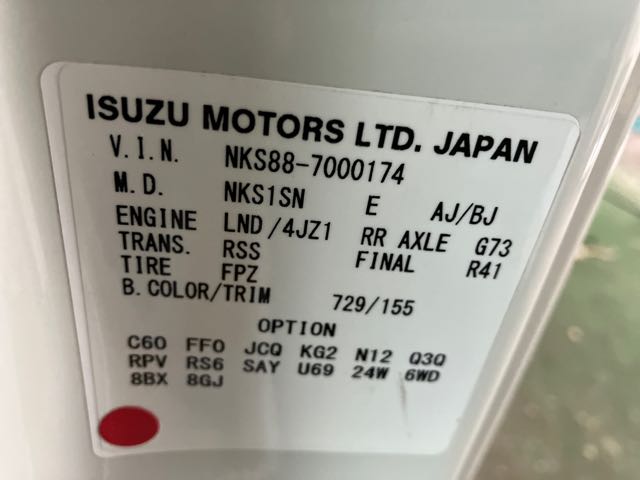 ISUZU MOTORS LTD. JAPAN
V.I.N. NKS88-7000174
M.D. NKS1SN E AJ/BJ
ENGINE LND/4JZ1 RR AXLE G73
TRANS. RSS FINAL R41
TIRE FPZ
B.COLOR/TRIM 729/155
OPTION
C60 FF0 JCQ KG2 N12 Q3Q
RPV RS6 SAY U69 24W 6WD
8BX 8GJ